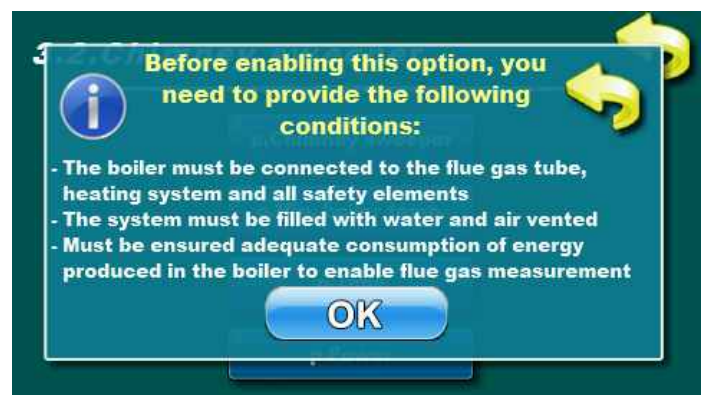 Before enabling this option, you
need to provide the following
conditions:
- The boiler must be connected to the flue gas tube,
heating system and all safety elements
- The system must be filled with water and air vented
- Must be ensured adequate consumption of energy
produced in the boiler to enable flue gas measurement
OK